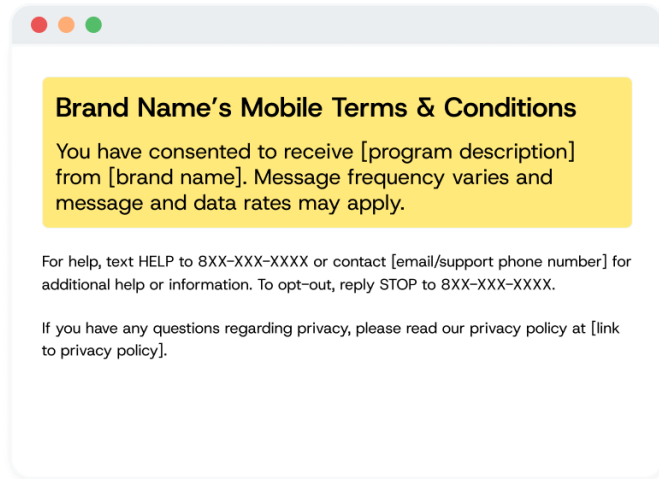 Brand Name’s Mobile Terms & Conditions
You have consented to receive [program description]
from [brand name]. Message frequency varies and
message and data rates may apply.
For help, text HELP to 8XX-XXX-XXXX or contact [email/support phone number] for
additional help or information. To opt-out, reply STOP to 8XX-XXX-XXXX.
If you have any questions regarding privacy, please read our privacy policy at [link
to privacy policy].